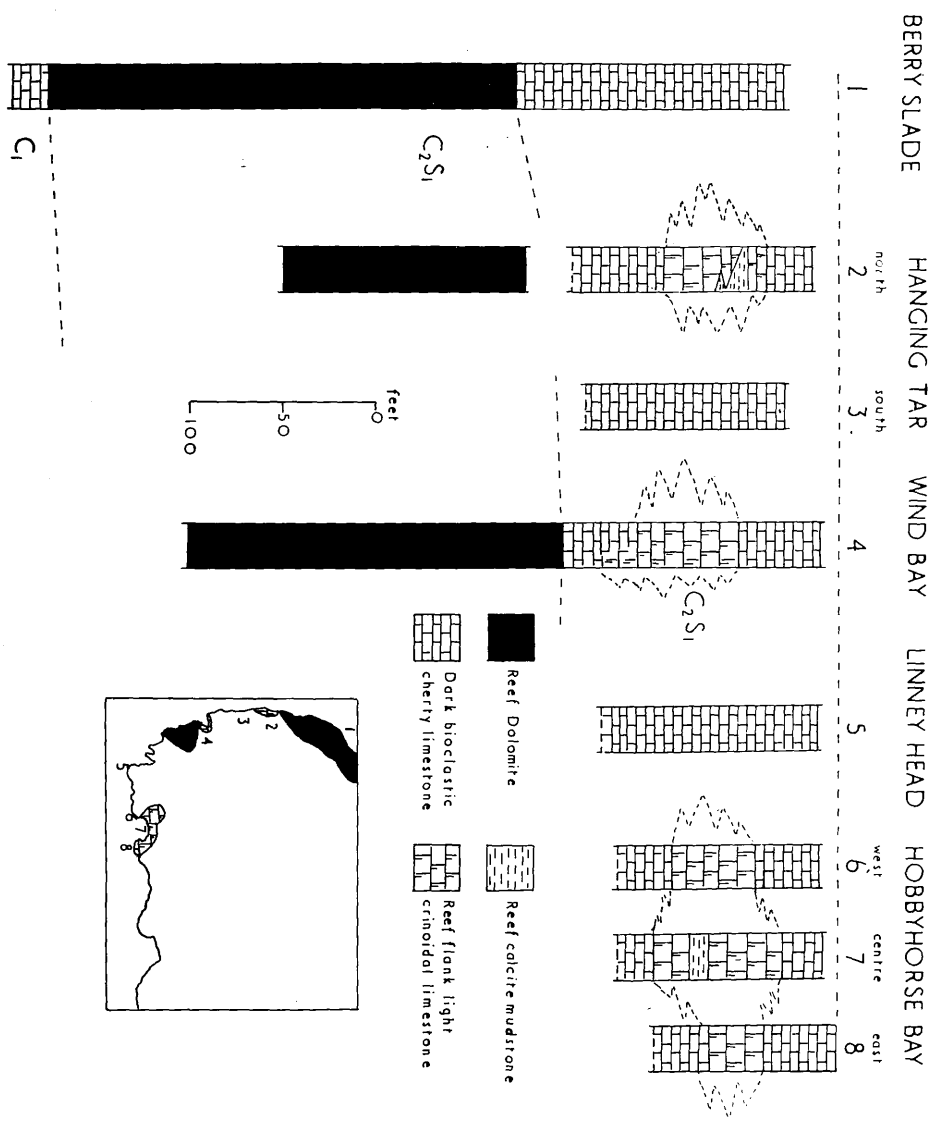 BERRY SLADE
HANGING TAR
WIND BAY
LINNEY HEAD
HOBBYHORSE BAY
north
south
west
centre
east
1
2
3
4
5
6
7
8
C₂S₁
C₂S₁
C₁
feet
0
50
100
Reef Dolomite
Reef calcite mudstone
Dark bioclastic
cherty limestone
Reef flank light
crinoidal limestone
1
2
3
4
5
6
7
8